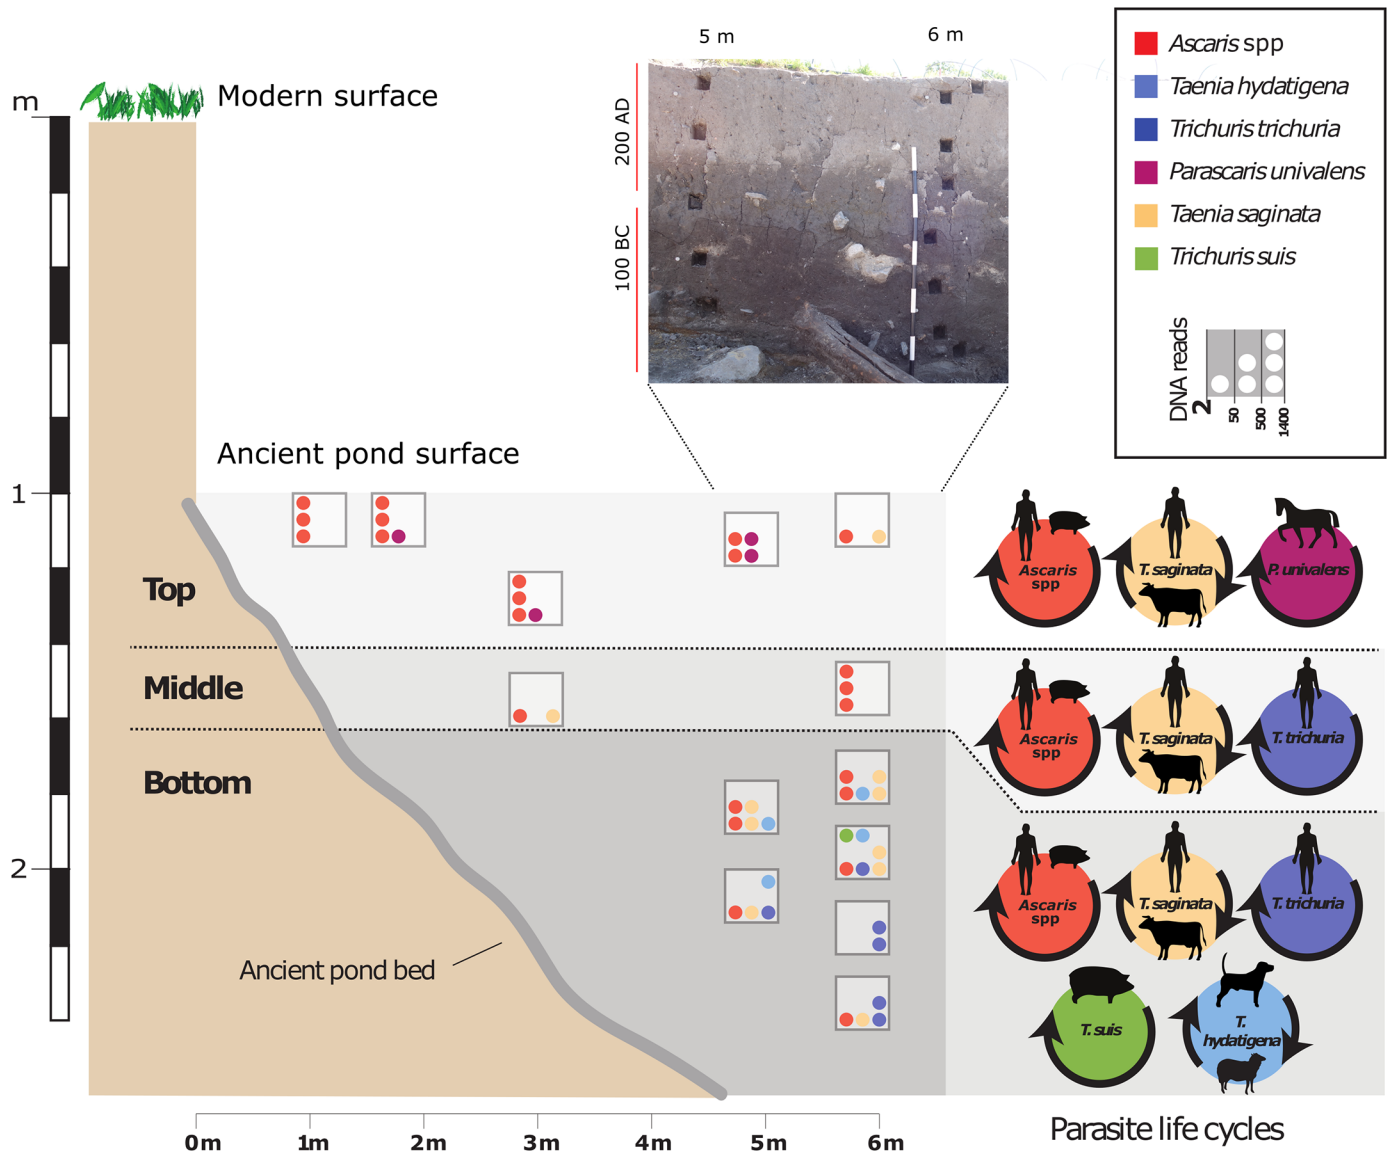 5 m
6 m
m
Modern surface
200 AD
100 BC
Ascaris spp
Taenia hydatigena
Trichuris trichuria
Parascaris univalens
Taenia saginata
Trichuris suis
DNA reads
2
50
500
1400
Ancient pond surface
1
Top
Middle
Bottom
2
Ancient pond bed
Ascaris
spp
T. saginata
P. univalens
Ascaris
spp
T. saginata
T. trichuria
Ascaris
spp
T. saginata
T. trichuria
T. suis
T.
hydatigena
0m
1m
2m
3m
4m
5m
6m
Parasite life cycles